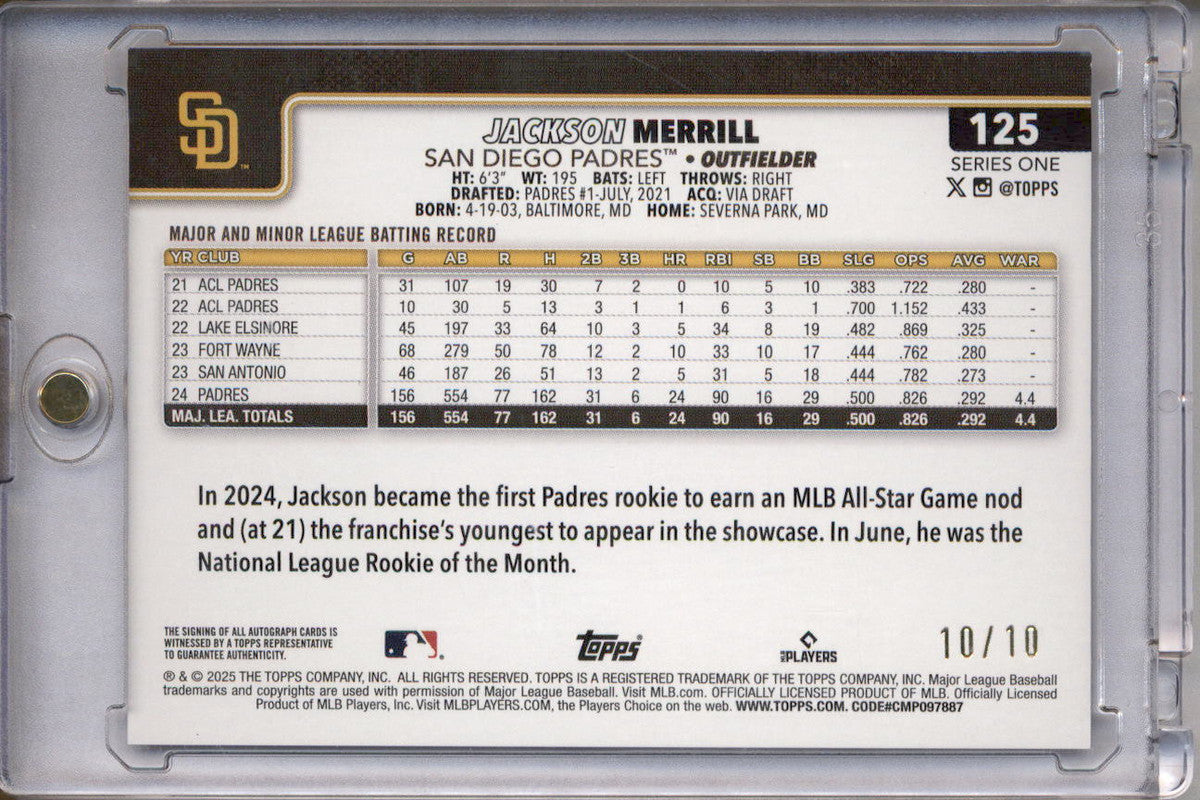 SD™
JACKSON MERRILL
125
SAN DIEGO PADRES™ • OUTFIELDER
SERIES ONE
HT: 6'3" WT: 195 BATS: LEFT THROWS: RIGHT
X @TOPPS
DRAFTED: PADRES #1-JULY, 2021 ACQ: VIA DRAFT
BORN: 4-19-03, BALTIMORE, MD HOME: SEVERNA PARK, MD
MAJOR AND MINOR LEAGUE BATTING RECORD
YR CLUB G AB R H 2B 3B HR RBI SB BB SLG OPS AVG WAR
21 ACL PADRES 31 107 19 30 7 2 0 10 5 10 .383 .722 .280 -
22 ACL PADRES 10 30 5 13 3 1 1 6 3 1 .700 1.152 .433 -
22 LAKE ELSINORE 45 197 33 64 10 3 5 34 8 19 .482 .869 .325 -
23 FORT WAYNE 68 279 50 78 12 2 10 33 10 17 .444 .762 .280 -
23 SAN ANTONIO 46 187 26 51 13 2 5 31 5 18 .444 .782 .273 -
24 PADRES 156 554 77 162 31 6 24 90 16 29 .500 .826 .292 4.4
MAJ. LEA. TOTALS 156 554 77 162 31 6 24 90 16 29 .500 .826 .292 4.4
In 2024, Jackson became the first Padres rookie to earn an MLB All-Star Game nod
and (at 21) the franchise's youngest to appear in the showcase. In June, he was the
National League Rookie of the Month.
THE SIGNING OF ALL AUTOGRAPH CARDS IS
WITNESSED BY A TOPPS REPRESENTATIVE
TO GUARANTEE AUTHENTICITY.
Topps®
MLB PLAYERS
10/10
® & © 2025 THE TOPPS COMPANY, INC. ALL RIGHTS RESERVED. TOPPS IS A REGISTERED TRADEMARK OF THE TOPPS COMPANY, INC. Major League Baseball
trademarks and copyrights are used with permission of Major League Baseball. Visit MLB.com. OFFICIALLY LICENSED PRODUCT OF MLB. Officially Licensed
Product of MLB Players, Inc. Visit MLBPLAYERS.COM, the Players Choice on the web. WWW.TOPPS.COM. CODE#CMP097887